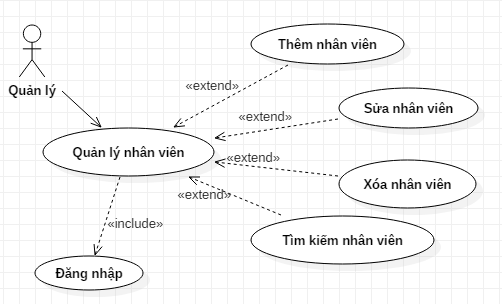 Thêm nhân viên
Quản lý
«extend»
Sửa nhân viên
«extend»
Quản lý nhân viên
«extend»
Xóa nhân viên
«extend»
«include»
Tìm kiếm nhân viên
Đăng nhập